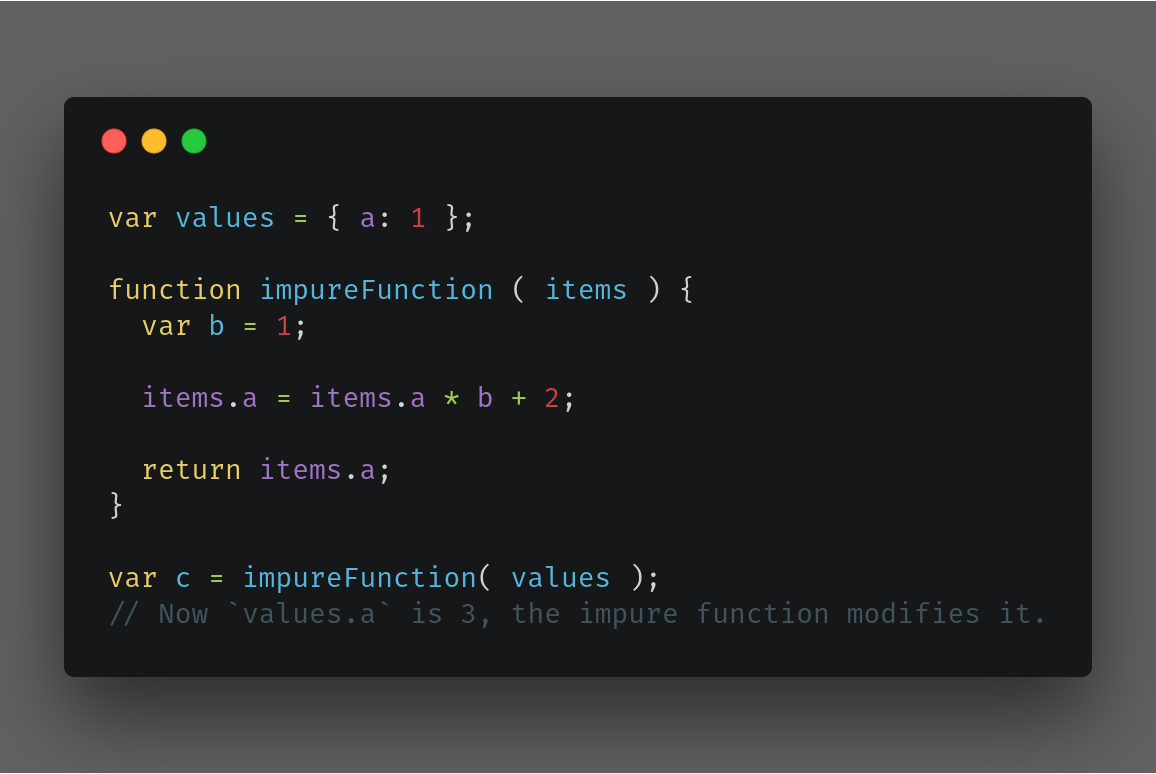 var values = { a: 1 };
function impureFunction ( items ) {
var b = 1;
items.a = items.a * b + 2;
return items.a;
}
var c = impureFunction( values );
// Now `values.a` is 3, the impure function modifies it.